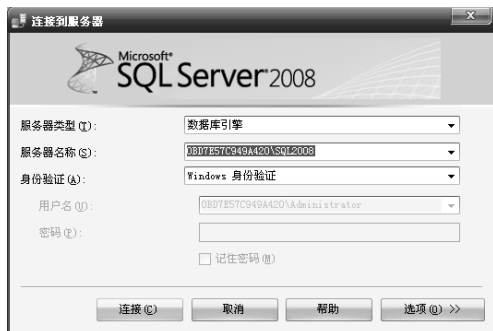 连接到服务器
Microsoft®
SQL Server 2008
服务器类型(T): 数据库引擎
服务器名称(S): OBD7E57C949A420\SQL2008
身份验证(A): Windows 身份验证
用户名(U): OBD7E57C949A420\Administrator
密码(P):
记住密码(M)
连接(C) 取消 帮助 选项(O) >>